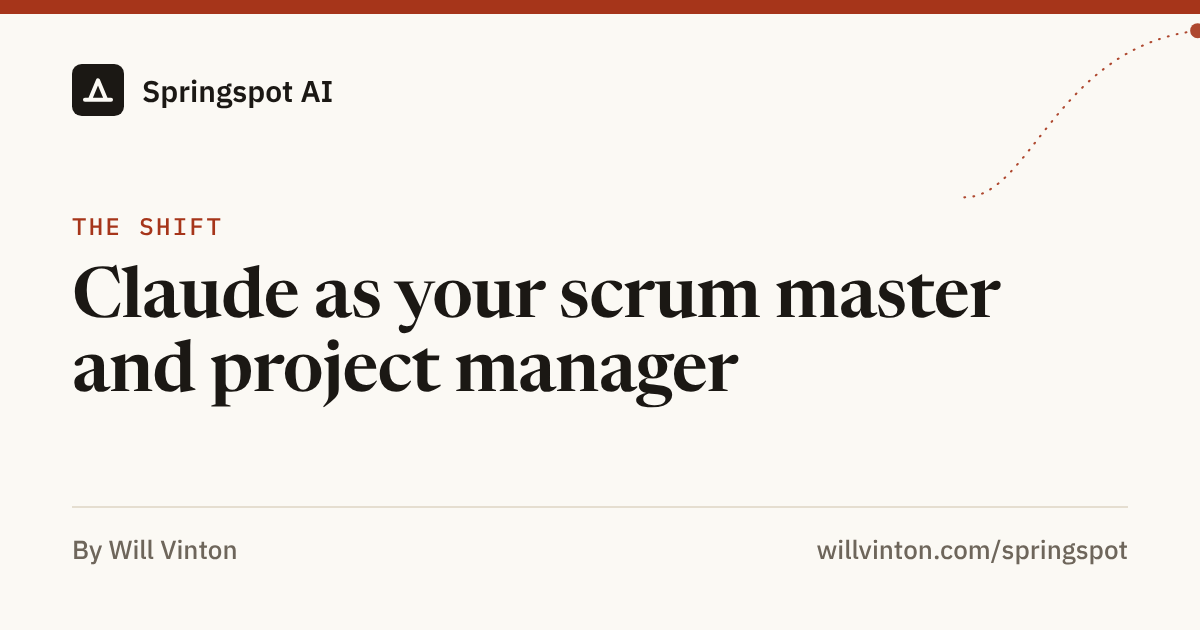 Springspot AI
THE SHIFT
Claude as your scrum master
and project manager
By Will Vinton
willvinton.com/springspot